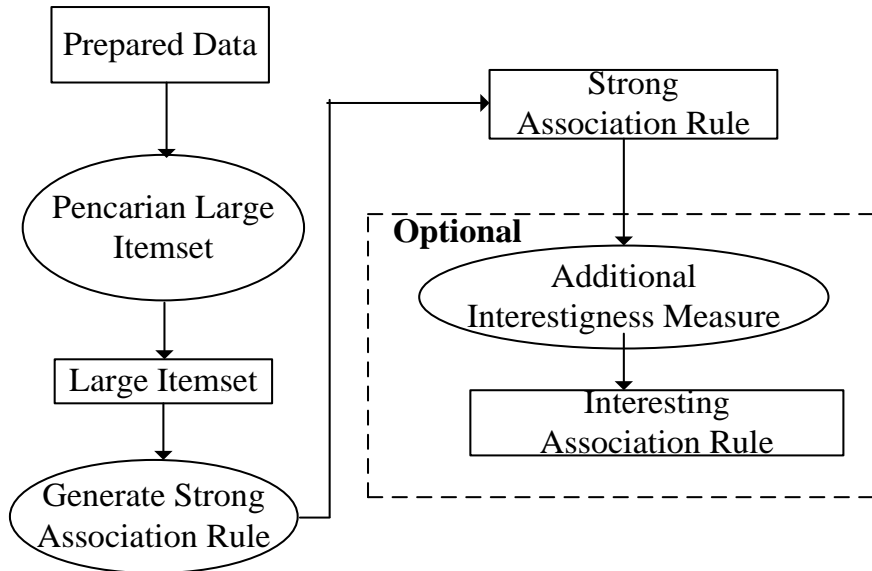 Prepared Data
Pencarian Large
Itemset
Large Itemset
Generate Strong
Association Rule
Strong
Association Rule
Optional
Additional
Interestigness Measure
Interesting
Association Rule